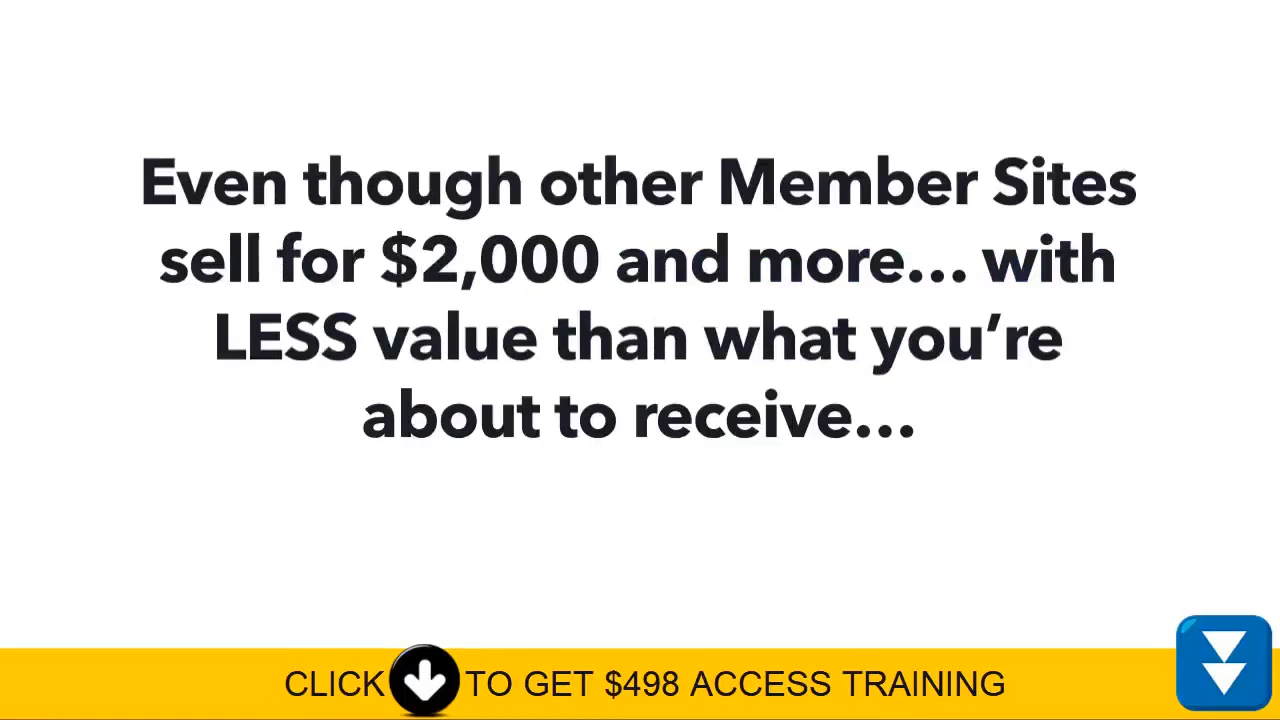 Even though other Member Sites
sell for $2,000 and more... with
LESS value than what you’re
about to receive...
CLICK TO GET $498 ACCESS TRAINING